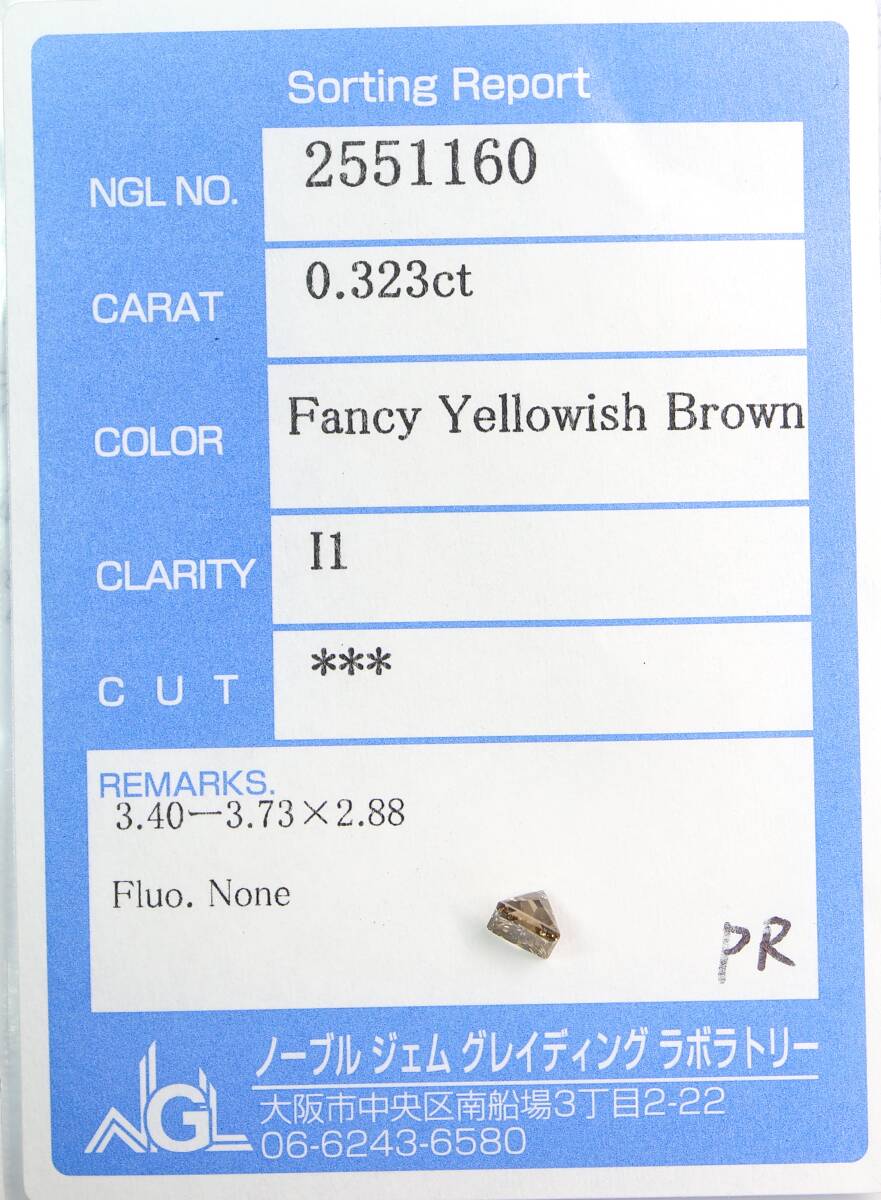 Sorting Report
NGL NO. 2551160
CARAT 0.323ct
COLOR Fancy Yellowish Brown
CLARITY I1
CUT ***
REMARKS.
3.40—3.73×2.88
Fluo. None
PR
ノーブル ジェム グレイディング ラボラトリー
NGL
大阪市中央区南船場3丁目2-22
06-6243-6580